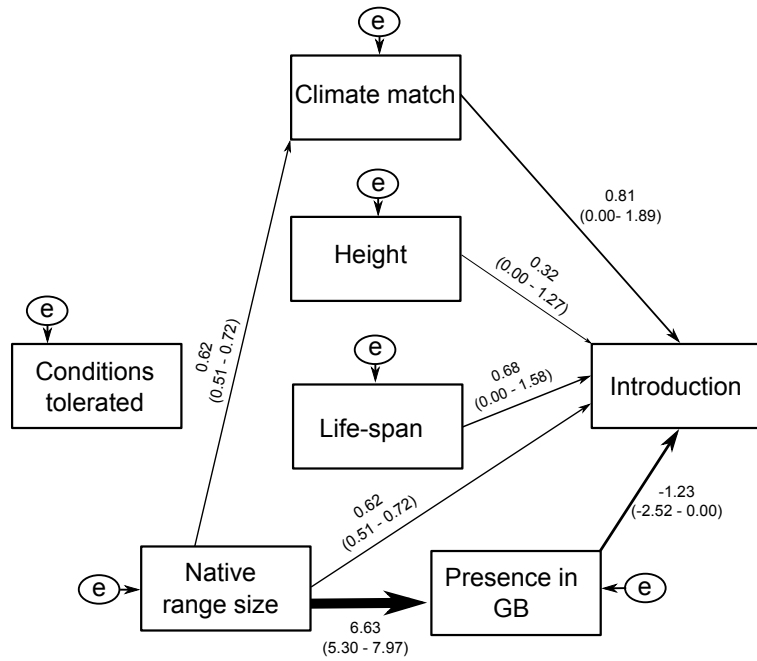 e
Climate match
0.81
(0.00- 1.89)
e
Height
0.32
(0.00 - 1.27)
e
Conditions
tolerated
0.62
(0.51 - 0.72)
e
Life-span
0.68
(0.00 - 1.58)
Introduction
0.62
(0.51 - 0.72)
-1.23
(-2.52 - 0.00)
e
Native
range size
6.63
(5.30 - 7.97)
Presence in
GB
e